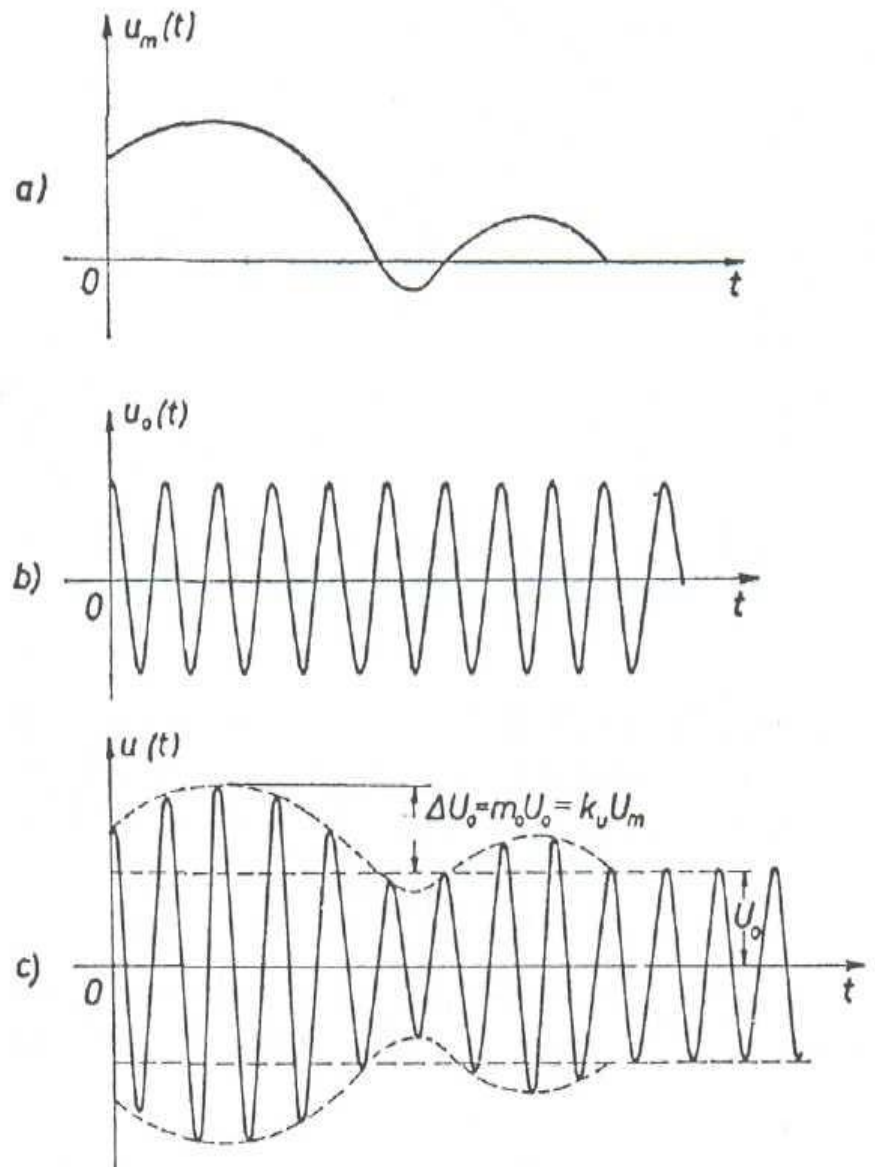 u_m(t)
a)
0
t
u_o(t)
b)
0
t
u(t)
ΔU_o=m_oU_o=k_uU_m
U_o
c)
0
t